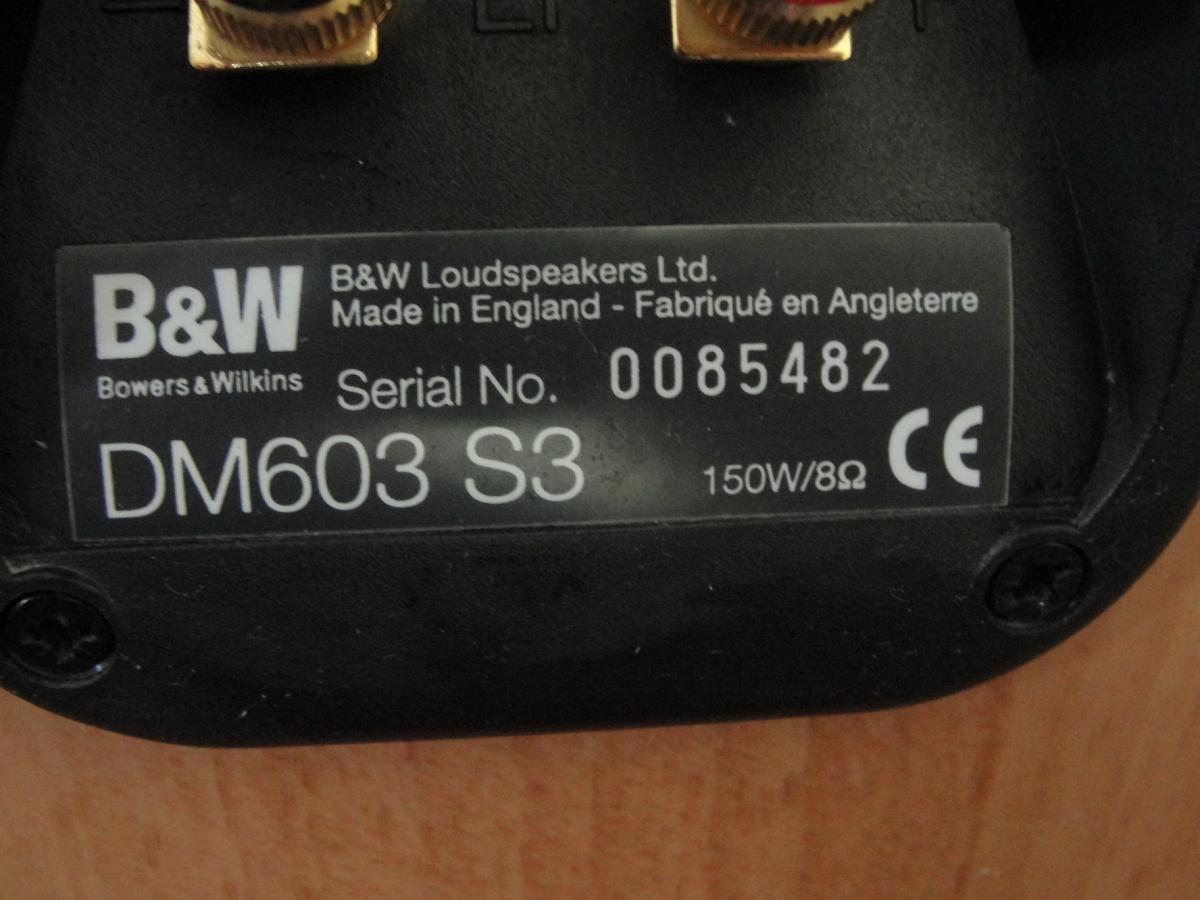 B&W
Bowers & Wilkins
B&W Loudspeakers Ltd.
Made in England - Fabriqué en Angleterre
Serial No. 0085482
DM603 S3
150W/8Ω
CE